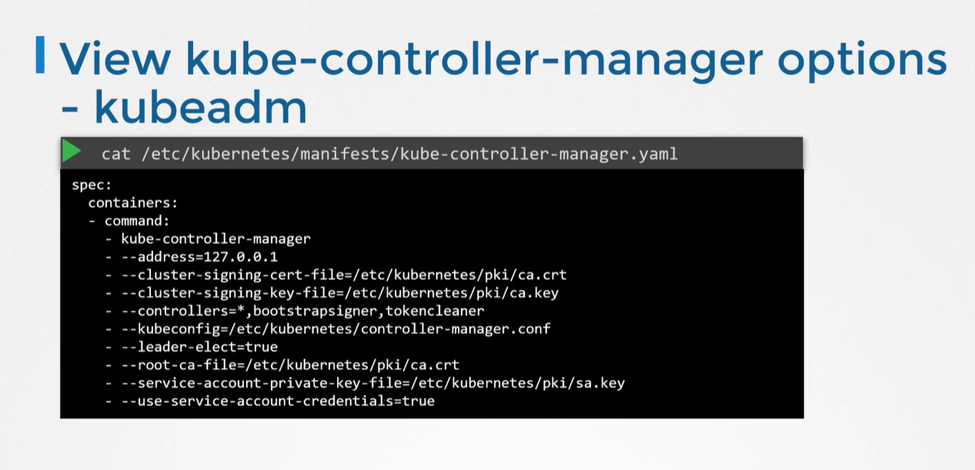 View kube-controller-manager options
- kubeadm
cat /etc/kubernetes/manifests/kube-controller-manager.yaml
spec:
  containers:
  - command:
    - kube-controller-manager
    - --address=127.0.0.1
    - --cluster-signing-cert-file=/etc/kubernetes/pki/ca.crt
    - --cluster-signing-key-file=/etc/kubernetes/pki/ca.key
    - --controllers=*,bootstrapsigner,tokencleaner
    - --kubeconfig=/etc/kubernetes/controller-manager.conf
    - --leader-elect=true
    - --root-ca-file=/etc/kubernetes/pki/ca.crt
    - --service-account-private-key-file=/etc/kubernetes/pki/sa.key
    - --use-service-account-credentials=true